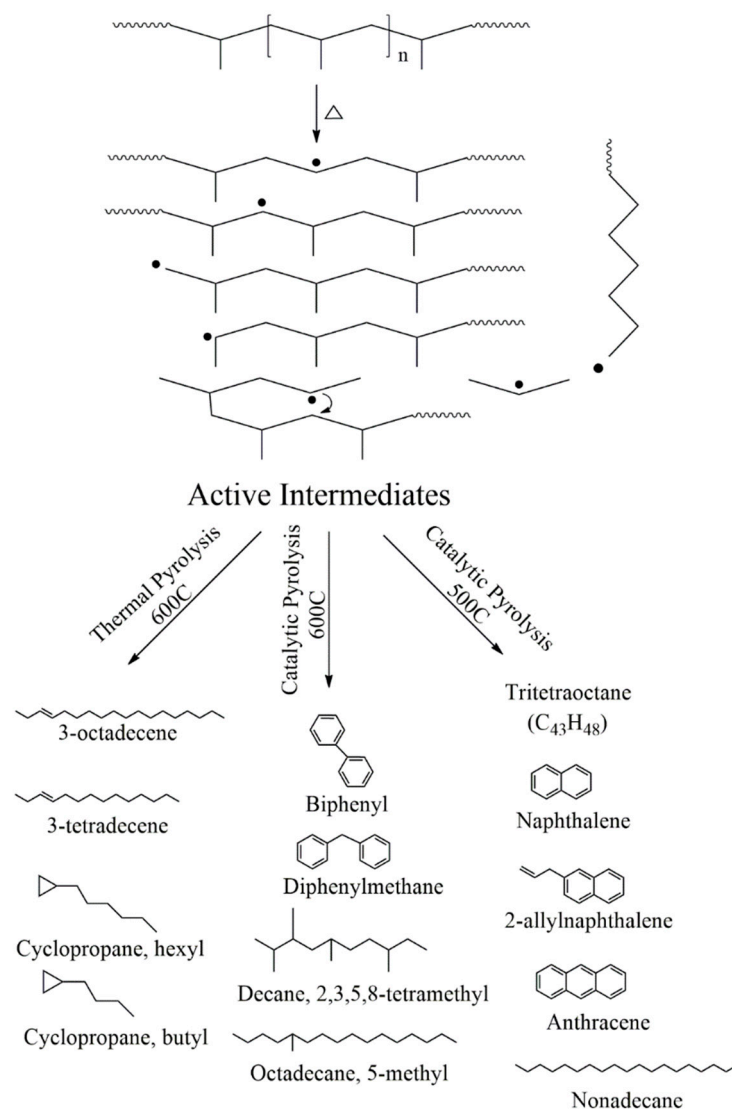 n
△
Active Intermediates
Thermal Pyrolysis
600C
Catalytic Pyrolysis
600C
Catalytic Pyrolysis
500C
3-octadecene
3-tetradecene
Cyclopropane, hexyl
Cyclopropane, butyl
Biphenyl
Diphenylmethane
Decane, 2,3,5,8-tetramethyl
Octadecane, 5-methyl
Tritetraoctane
(C₄₃H₄₈)
Naphthalene
2-allylnaphthalene
Anthracene
Nonadecane